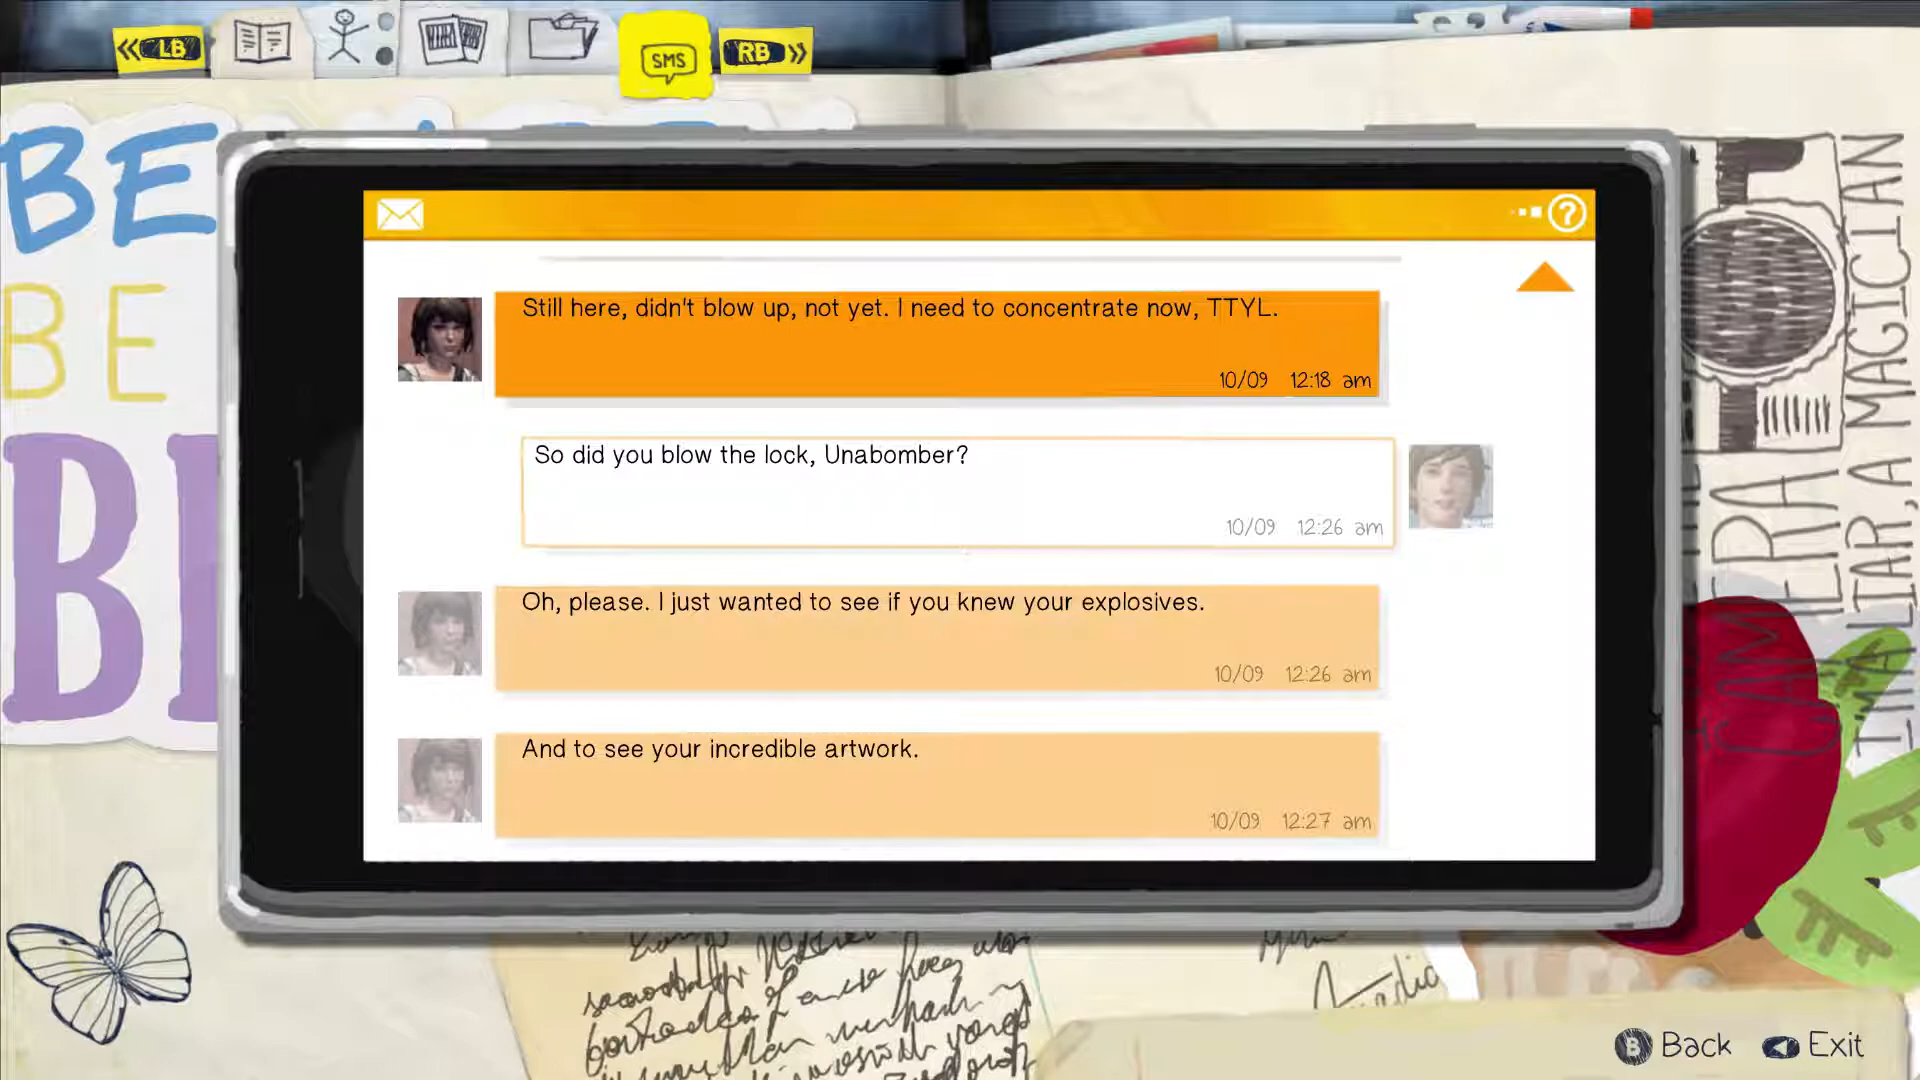 LB
SMS
RB
BE
BE
Still here, didn't blow up, not yet. I need to concentrate now, TTYL.
10/09 12:18 am
So did you blow the lock, Unabomber?
10/09 12:26 am
Oh, please. I just wanted to see if you knew your explosives.
10/09 12:26 am
And to see your incredible artwork.
10/09 12:27 am
I'M A LIAR, A MAGICIAN
B Back
Exit